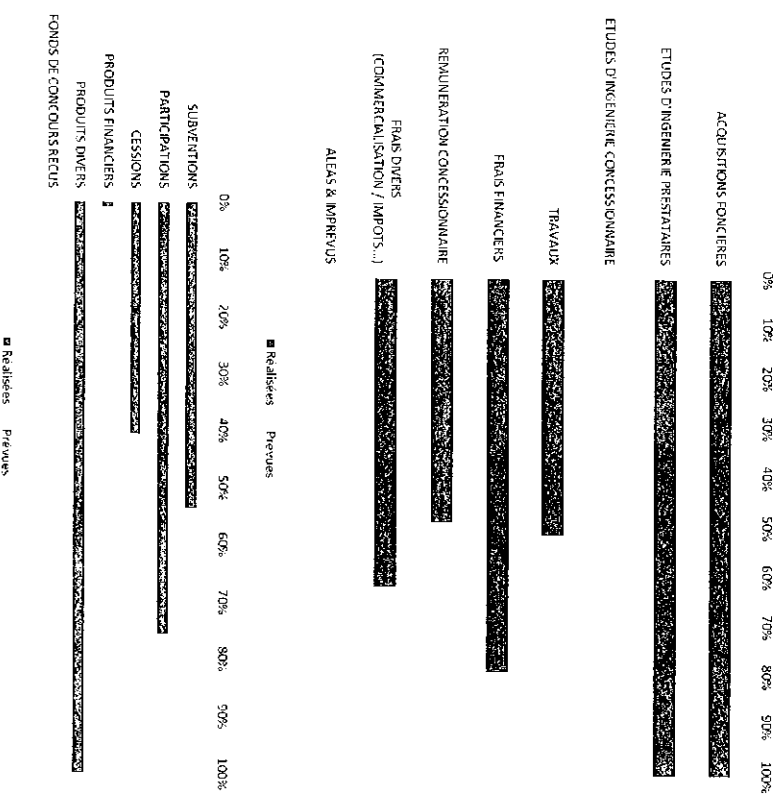 0% 10% 20% 30% 40% 50% 60% 70% 80% 90% 100%
ACQUISITIONS FONCIERES
ETUDES D'INGENIERIE PRESTATAIRES
ETUDES D'INGENIERIE CONCESSIONNAIRE
TRAVAUX
FRAIS FINANCIERS
REMUNERATION CONCESSIONNAIRE
FRAIS DIVERS
(COMMERCIALISATION / IMPOTS...)
ALEAS & IMPREVUS
Réalisées Prévues
0% 10% 20% 30% 40% 50% 60% 70% 80% 90% 100%
SUBVENTIONS
PARTICIPATIONS
CESSIONS
PRODUITS FINANCIERS
PRODUITS DIVERS
FONDS DE CONCOURS RECUS
Réalisées Prévues